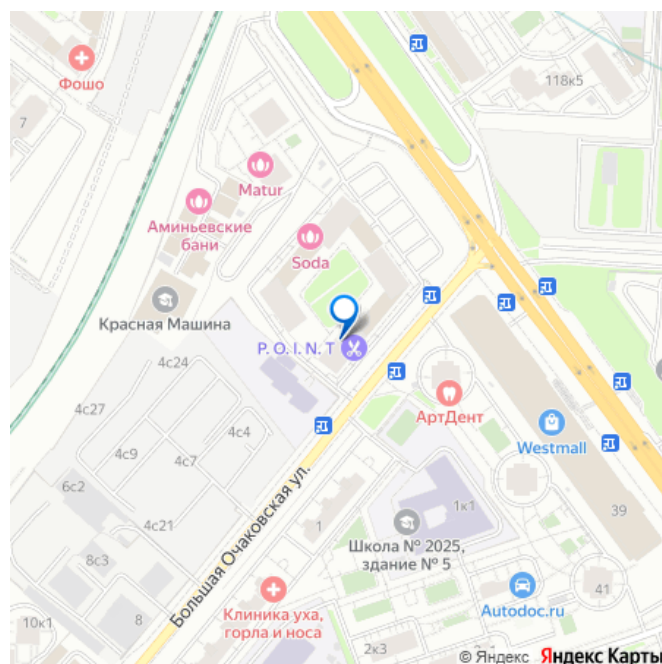 118к5
Фошо
7
Matur
Аминьевские
бани
Soda
Красная Машина
P. O. I. N. T
4с24
4с27
4с4
АртДент
4с9
4с7
Westmall
6с2
1к1
4с21
39
1
Школа № 2025,
здание № 5
8с3
Большая Очаковская ул.
41
Autodoc.ru
Клиника уха,
горла и носа
10к1
8
2к3
© Яндекс Яндекс Карты